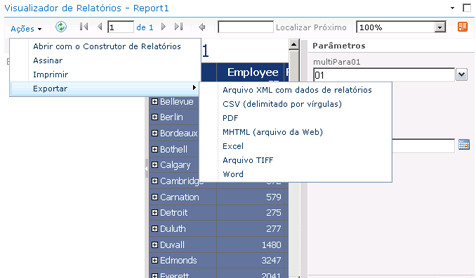 Visualizador de Relatórios - Report1
Ações 1 de 1 Localizar Próximo 100%
Abrir com o Construtor de Relatórios
Assinar
Imprimir
Exportar
1
Parâmetros
multiPara01
01
Employee
Arquivo XML com dados de relatórios
CSV (delimitado por vírgulas)
PDF
MHTML (arquivo da Web)
Excel
Arquivo TIFF
Word
Bellevue
Berlin
Bordeaux
Bothell
Calgary
Cambridge
Carnation 579
Detroit 275
Duluth 277
Duvall 1480
Edmonds 3247
Everett 2041